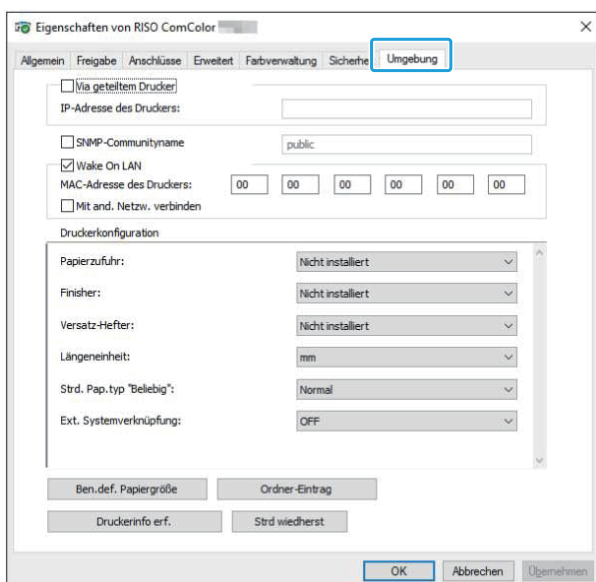 Eigenschaften von RISO ComColor
Allgemein Freigabe Anschlüsse Erweitert Farbverwaltung Sicherhe Umgebung
Via geteiltem Drucker
IP-Adresse des Druckers:
SNMP-Communityname public
Wake On LAN
MAC-Adresse des Druckers: 00 00 00 00 00 00
Mit and. Netzw. verbinden
Druckerkonfiguration
Papierzufuhr: Nicht installiert
Finisher: Nicht installiert
Versatz-Hefter: Nicht installiert
Längeneinheit: mm
Strd. Pap.typ "Beliebig": Normal
Ext. Systemverknüpfung: OFF
Ben.def. Papiergröße Ordner-Eintrag
Druckerinfo erf. Strd wiedherst
OK Abbrechen Übernehmen